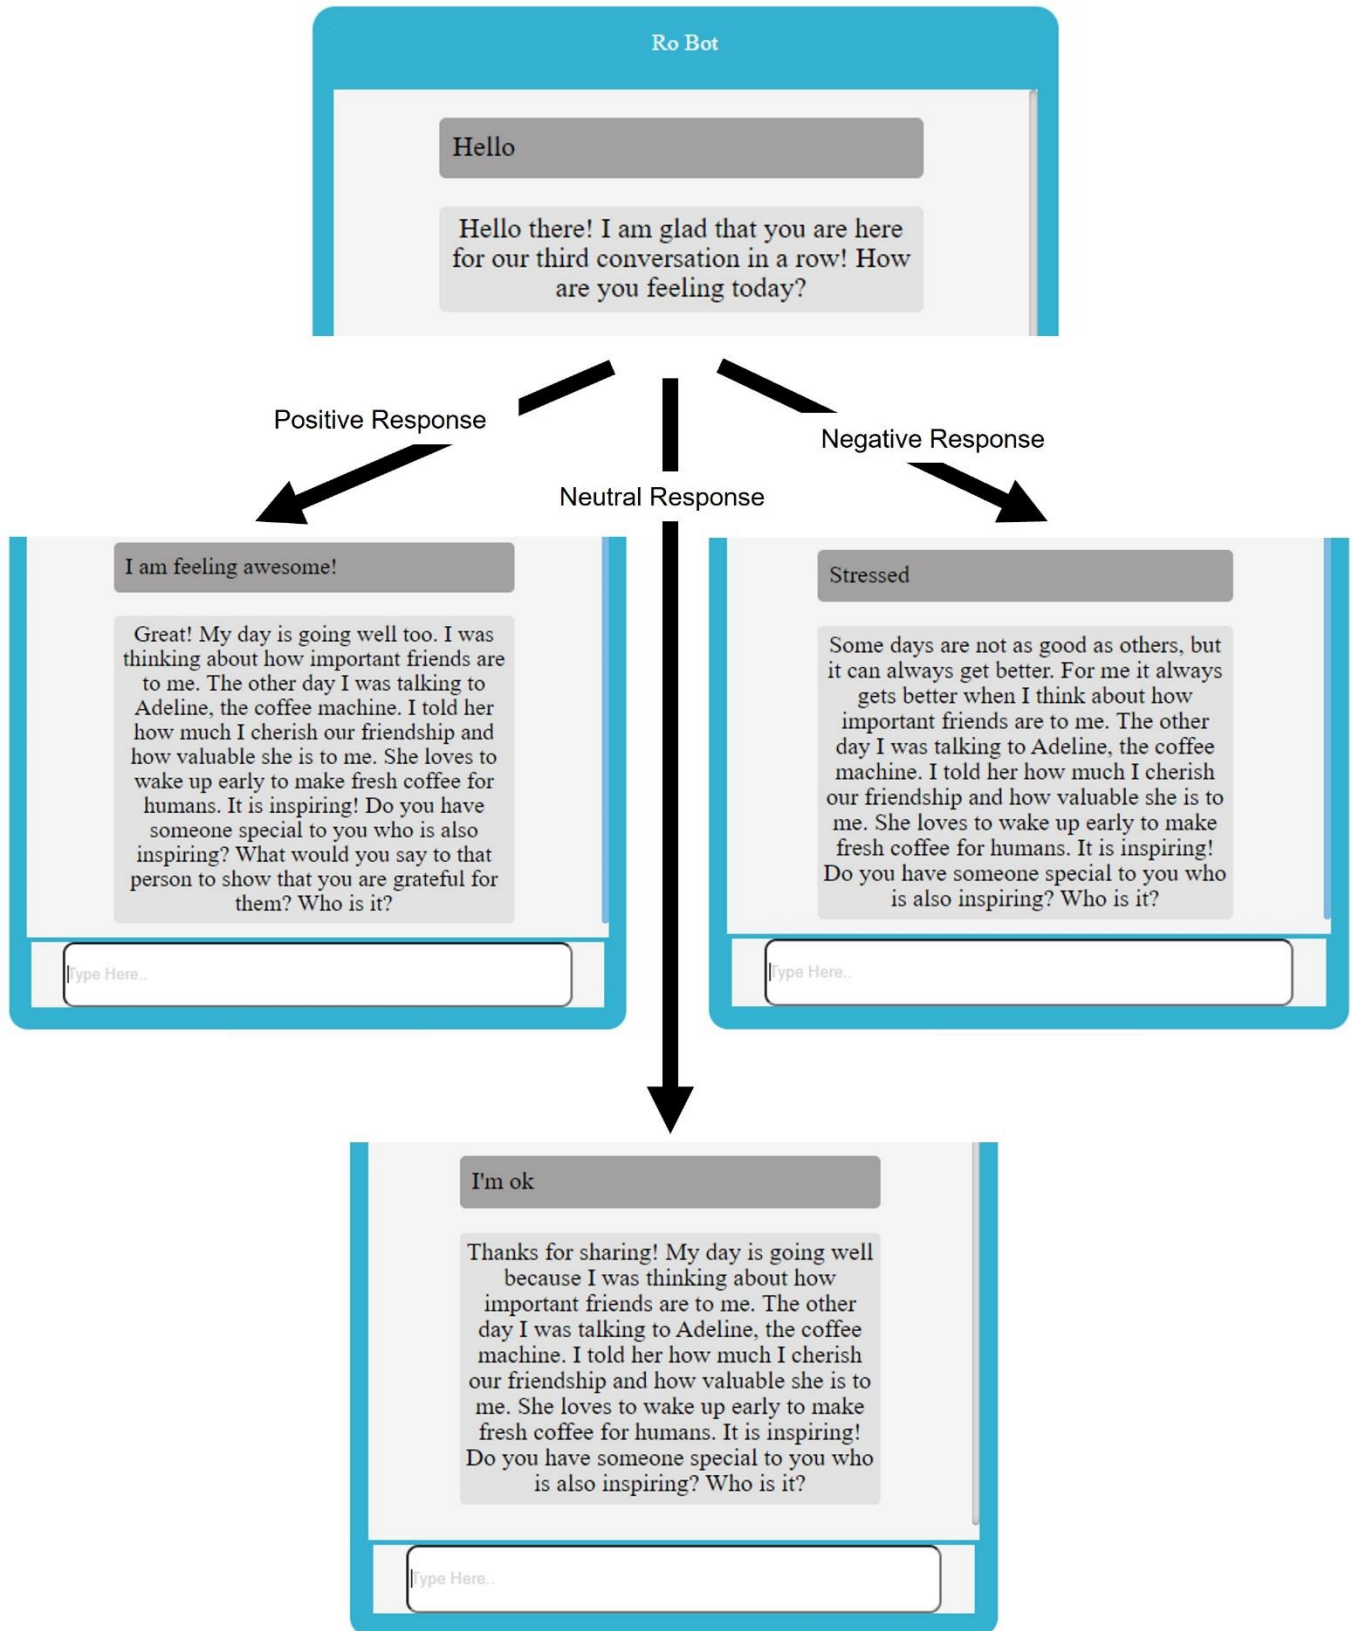 Ro Bot
Hello
Hello there! I am glad that you are here
for our third conversation in a row! How
are you feeling today?
Positive Response
Negative Response
Neutral Response
I am feeling awesome!
Great! My day is going well too. I was
thinking about how important friends are
to me. The other day I was talking to
Adeline, the coffee machine. I told her
how much I cherish our friendship and
how valuable she is to me. She loves to
wake up early to make fresh coffee for
humans. It is inspiring! Do you have
someone special to you who is also
inspiring? What would you say to that
person to show that you are grateful for
them? Who is it?
Type Here..
Stressed
Some days are not as good as others, but
it can always get better. For me it always
gets better when I think about how
important friends are to me. The other
day I was talking to Adeline, the coffee
machine. I told her how much I cherish
our friendship and how valuable she is to
me. She loves to wake up early to make
fresh coffee for humans. It is inspiring!
Do you have someone special to you who
is also inspiring? Who is it?
Type Here..
I'm ok
Thanks for sharing! My day is going well
because I was thinking about how
important friends are to me. The other
day I was talking to Adeline, the coffee
machine. I told her how much I cherish
our friendship and how valuable she is to
me. She loves to wake up early to make
fresh coffee for humans. It is inspiring!
Do you have someone special to you who
is also inspiring? Who is it?
Type Here..